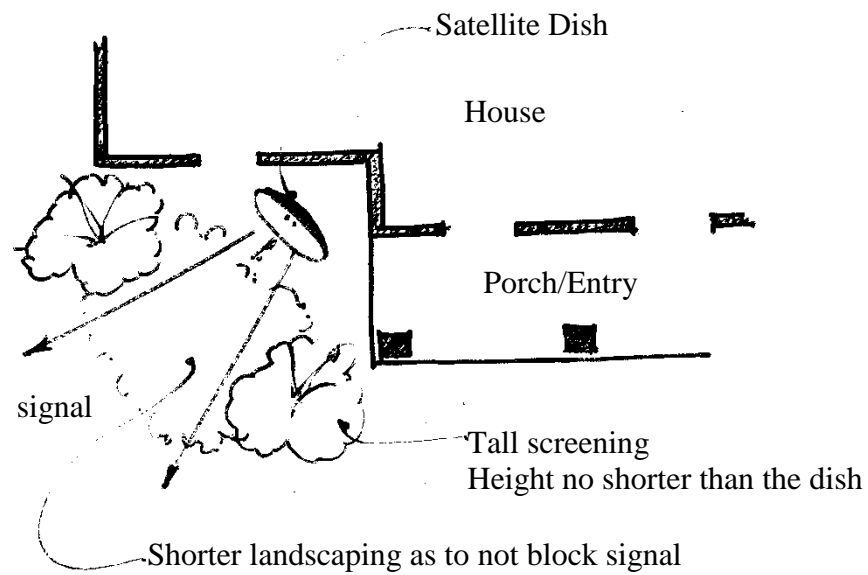 Satellite Dish
House
Porch/Entry
signal
Tall screening
Height no shorter than the dish
Shorter landscaping as to not block signal